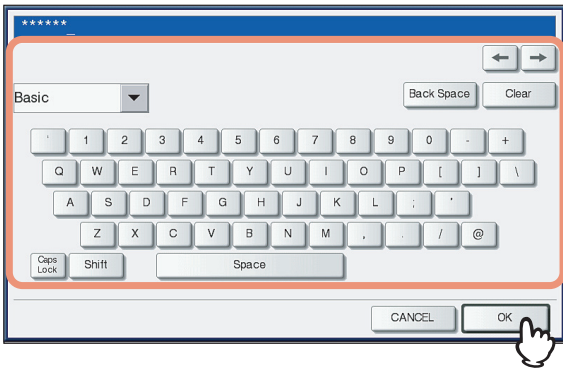 ******_
← →
Basic Back Space Clear
' 1 2 3 4 5 6 7 8 9 0 - +
Q W E R T Y U I O P [ ] \
A S D F G H J K L ; *
Z X C V B N M , . / @
Caps Lock Shift Space
CANCEL OK